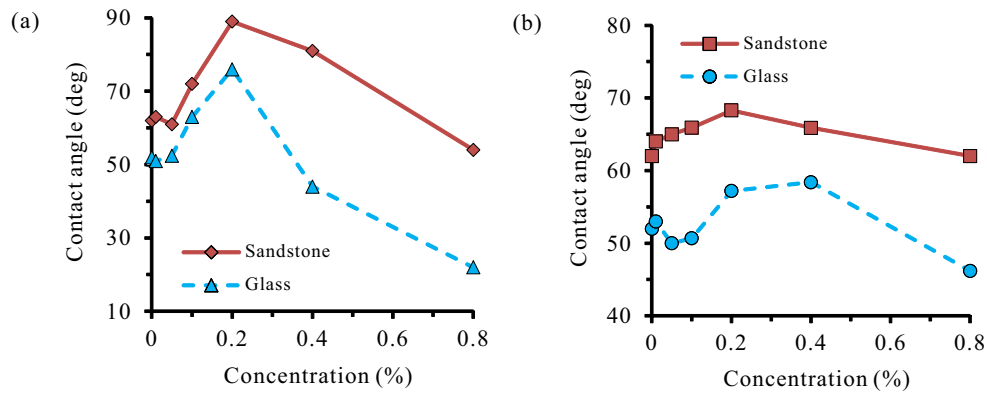 (a)
90
70
50
30
10
Contact angle (deg)
Sandstone
Glass
0
0.2
0.4
0.6
0.8
Concentration (%)
(b)
80
70
60
50
40
Contact angle (deg)
Sandstone
Glass
0
0.2
0.4
0.6
0.8
Concentration (%)